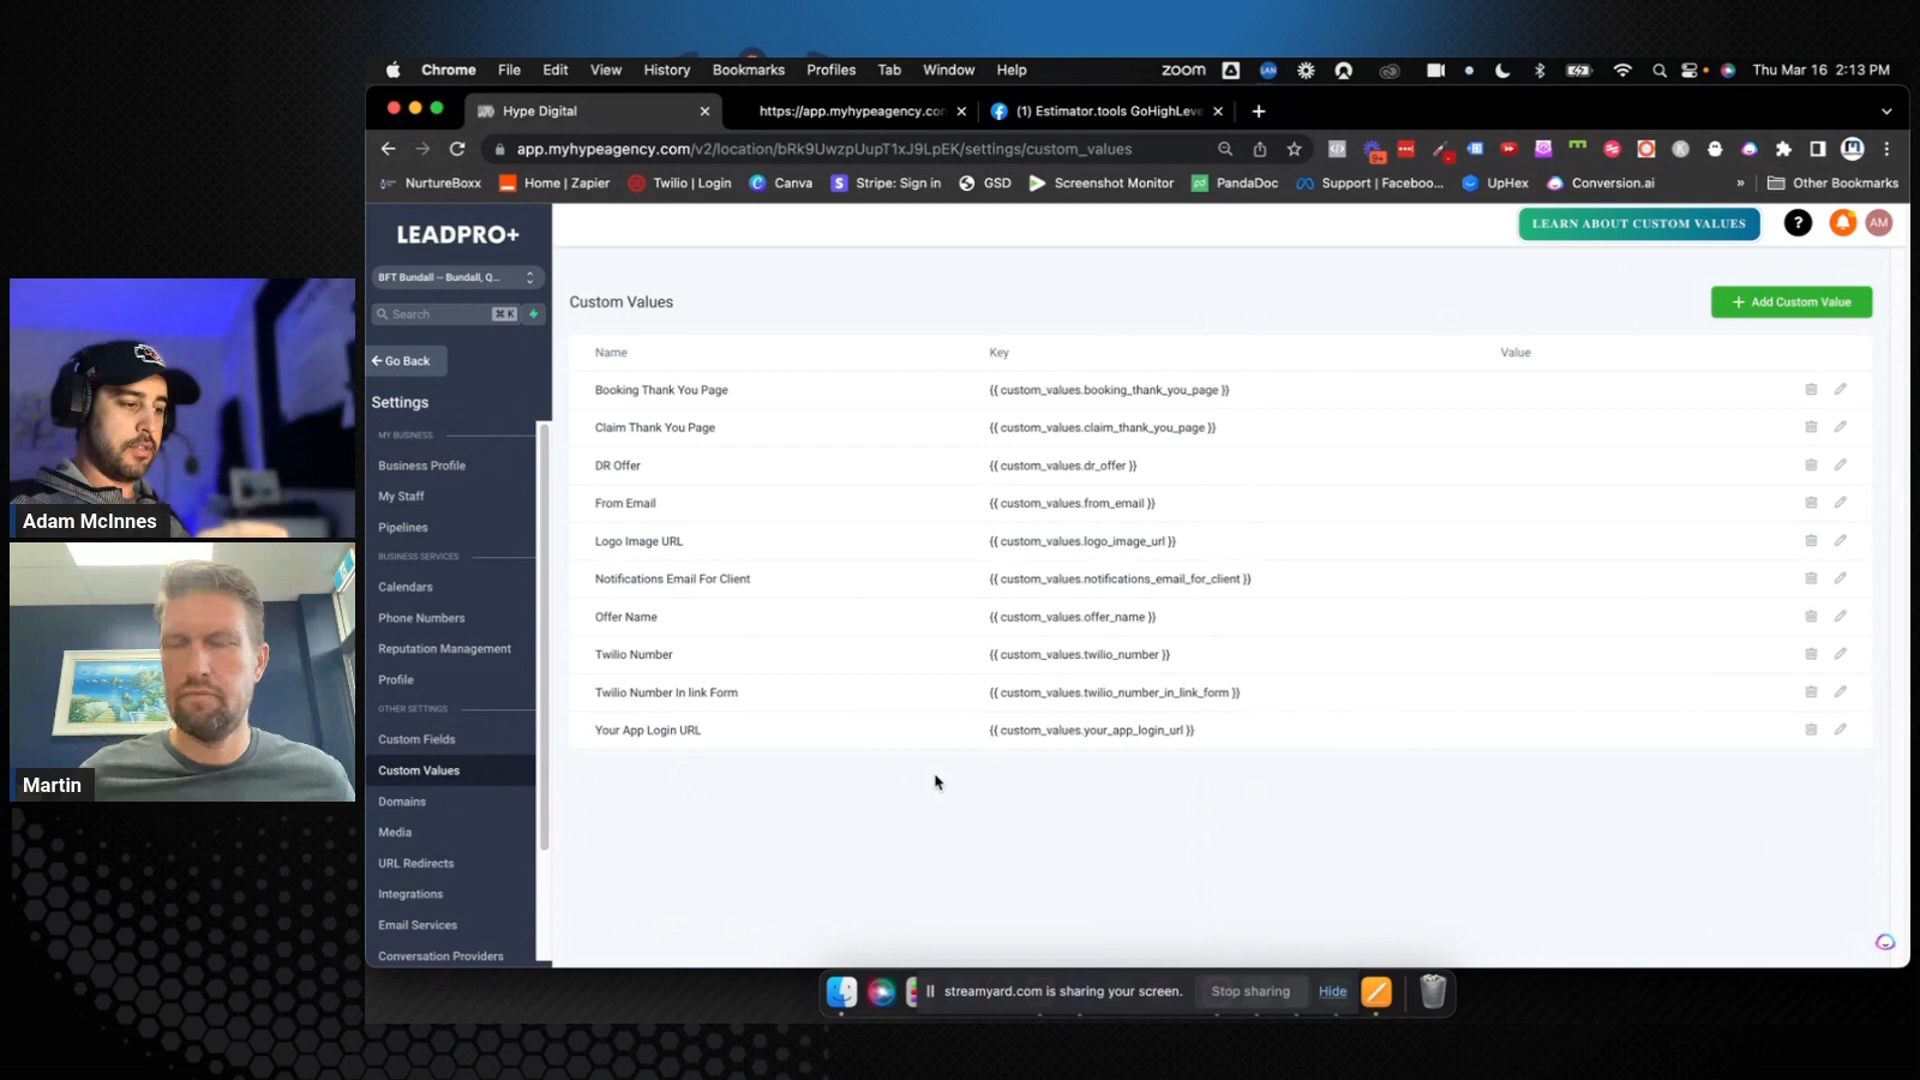 Chrome File Edit View History Bookmarks Profiles Tab Window Help zoom LAN Thu Mar 16 2:13 PM
Hype Digital https://app.myhypeagency.con (1) Estimator.tools GoHighLeve
app.myhypeagency.com/v2/location/bRk9UwzpUupT1xJ9LpEK/settings/custom_values 9+
NurtureBoxx Home | Zapier Twilio | Login Canva Stripe: Sign in GSD Screenshot Monitor PandaDoc Support | Faceboo... UpHex Conversion.ai » Other Bookmarks
LEADPRO+
LEARN ABOUT CUSTOM VALUES ? AM
BFT Bundall -- Bundall, Q...
Search ⌘ K
Go Back
Settings
MY BUSINESS
Business Profile
My Staff
Pipelines
BUSINESS SERVICES
Calendars
Phone Numbers
Reputation Management
Profile
OTHER SETTINGS
Custom Fields
Custom Values
Domains
Media
URL Redirects
Integrations
Email Services
Conversation Providers
Custom Values
+ Add Custom Value
Name Key Value
Booking Thank You Page {{ custom_values.booking_thank_you_page }}
Claim Thank You Page {{ custom_values.claim_thank_you_page }}
DR Offer {{ custom_values.dr_offer }}
From Email {{ custom_values.from_email }}
Logo Image URL {{ custom_values.logo_image_url }}
Notifications Email For Client {{ custom_values.notifications_email_for_client }}
Offer Name {{ custom_values.offer_name }}
Twilio Number {{ custom_values.twilio_number }}
Twilio Number In link Form {{ custom_values.twilio_number_in_link_form }}
Your App Login URL {{ custom_values.your_app_login_url }}
Adam McInnes
Martin
streamyard.com is sharing your screen. Stop sharing Hide